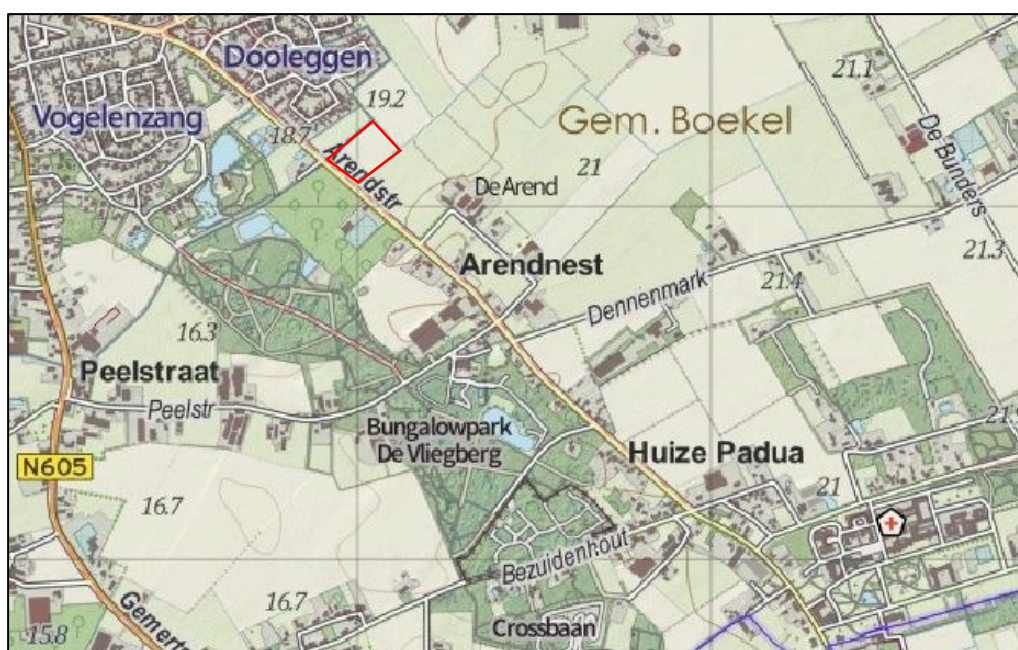 Dooleggen
Vogelenzang
19.2
18.7
Arendstr
Gem. Boekel
21.1
De Bunders
De Arend
21
Arendnest
21.3
21.4
Dennenmark
16.3
Peelstraat
Peelstr
Bungalowpark
De Vliegberg
Huize Padua
N605
16.7
21
Bezuidenhout
16.7
15.8
Gemert
Crossbaan